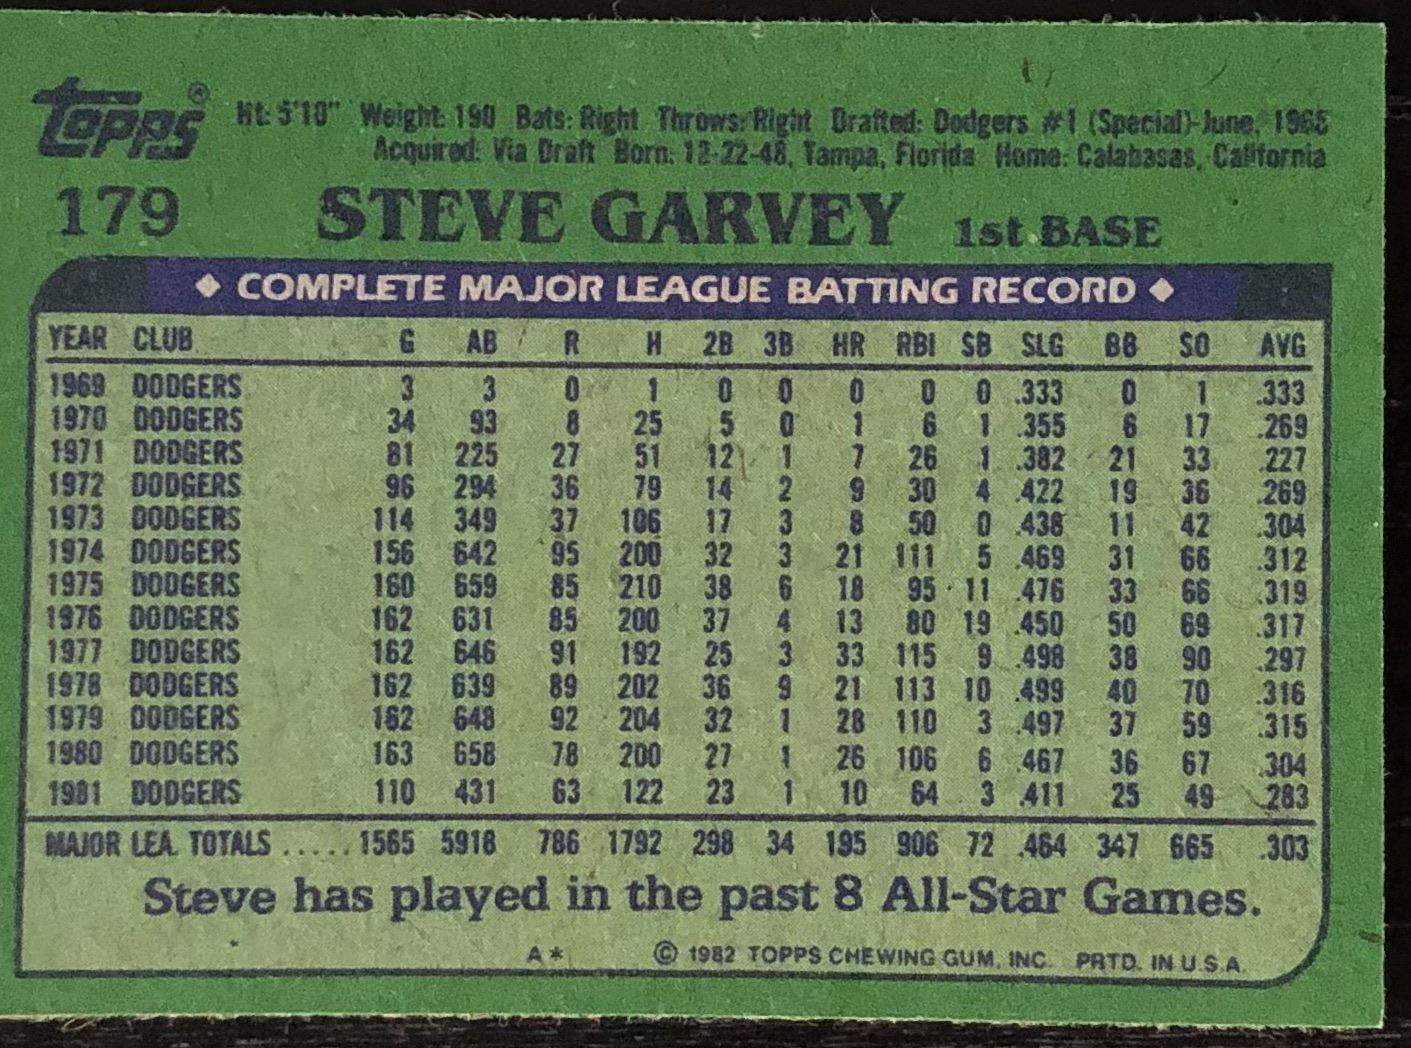 Topps® Ht: 5'10" Weight: 190 Bats: Right Throws: Right Drafted: Dodgers #1 (Special)-June, 1968
Acquired: Via Draft Born: 12-22-48, Tampa, Florida Home: Calabasas, California
179 STEVE GARVEY 1st. BASE
◆ COMPLETE MAJOR LEAGUE BATTING RECORD ◆
YEAR CLUB G AB R H 2B 3B HR RBI SB SLG BB SO AVG
1969 DODGERS 3 3 0 1 0 0 0 0 0 .333 0 1 .333
1970 DODGERS 34 93 8 25 5 0 1 6 1 .355 6 17 .269
1971 DODGERS 81 225 27 51 12 1 7 26 1 .382 21 33 .227
1972 DODGERS 96 294 36 79 14 2 9 30 4 .422 19 36 .269
1973 DODGERS 114 349 37 106 17 3 8 50 0 .438 11 42 .304
1974 DODGERS 156 642 95 200 32 3 21 111 5 .469 31 66 .312
1975 DODGERS 160 659 85 210 38 6 18 95 11 .476 33 66 .319
1976 DODGERS 162 631 85 200 37 4 13 80 19 .450 50 69 .317
1977 DODGERS 162 646 91 192 25 3 33 115 9 .498 38 90 .297
1978 DODGERS 162 639 89 202 36 9 21 113 10 .499 40 70 .316
1979 DODGERS 162 648 92 204 32 1 28 110 3 .497 37 59 .315
1980 DODGERS 163 658 78 200 27 1 26 106 6 .467 36 67 .304
1981 DODGERS 110 431 63 122 23 1 10 64 3 .411 25 49 .283
MAJOR LEA. TOTALS ..... 1565 5918 786 1792 298 34 195 906 72 .464 347 665 .303
Steve has played in the past 8 All-Star Games.
A* © 1982 TOPPS CHEWING GUM, INC. PRTD. IN U.S.A.